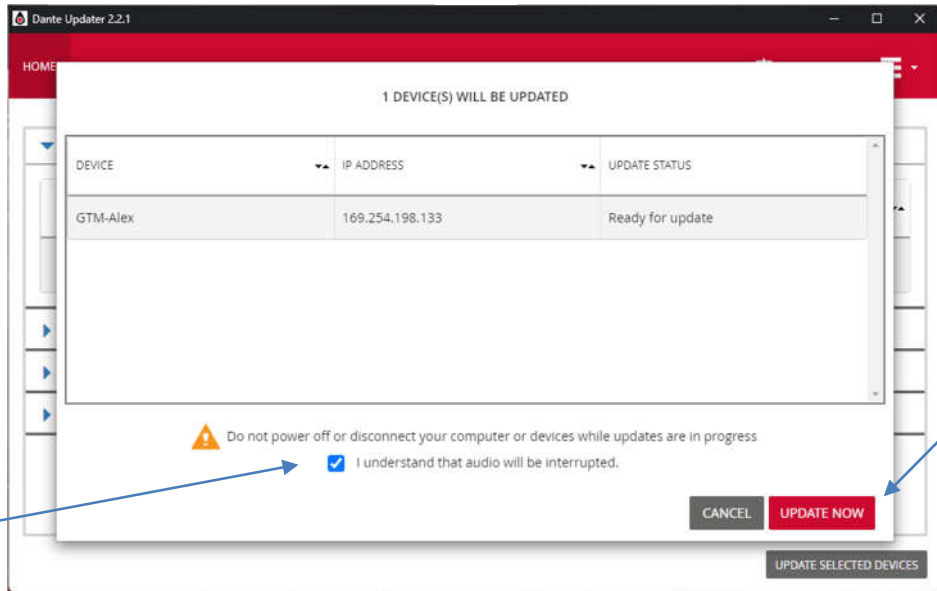 Dante Updater 2.2.1
HOME
1 DEVICE(S) WILL BE UPDATED
DEVICE IP ADDRESS UPDATE STATUS
GTM-Alex 169.254.198.133 Ready for update
Do not power off or disconnect your computer or devices while updates are in progress
I understand that audio will be interrupted.
CANCEL UPDATE NOW
UPDATE SELECTED DEVICES